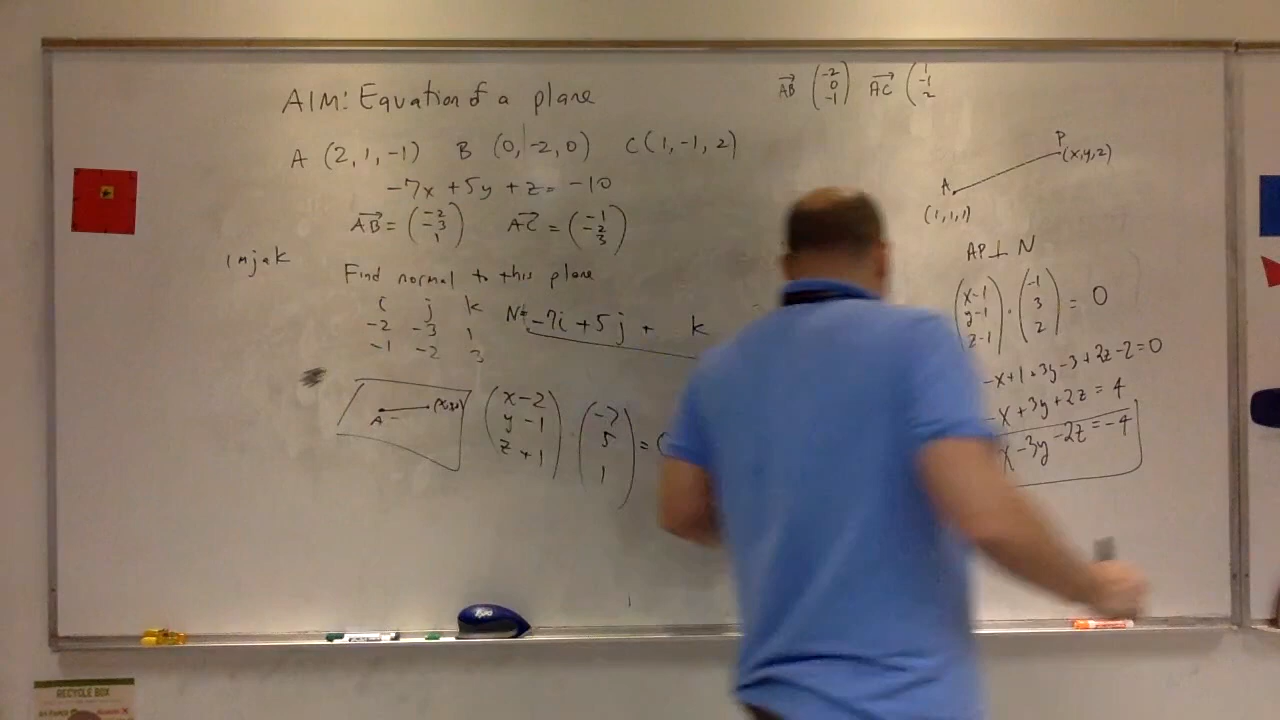 AIM: Equation of a plane
A (2, 1, -1) B (0, -2, 0) C (1, -1, 2)
-7x + 5y + z = -10
AB = (-2 -3 1) AC = (-1 -2 3)
Find normal to this plane
i j k
-2 -3 1
-1 -2 3
-7i + 5j + k
A
(x-2 y-1 z+1) · (-7 5 1) =
AB (-2 0 -1) AC (1 -1 2
P
(x,y,z)
A
(1,1,1)
AP⊥N
(x-1 y-1 z-1) · (-1 3 2) = 0
-x+1+3y-3+2z-2=0
-x+3y+2z=4
x-3y-2z=-4
RECYCLE BOX